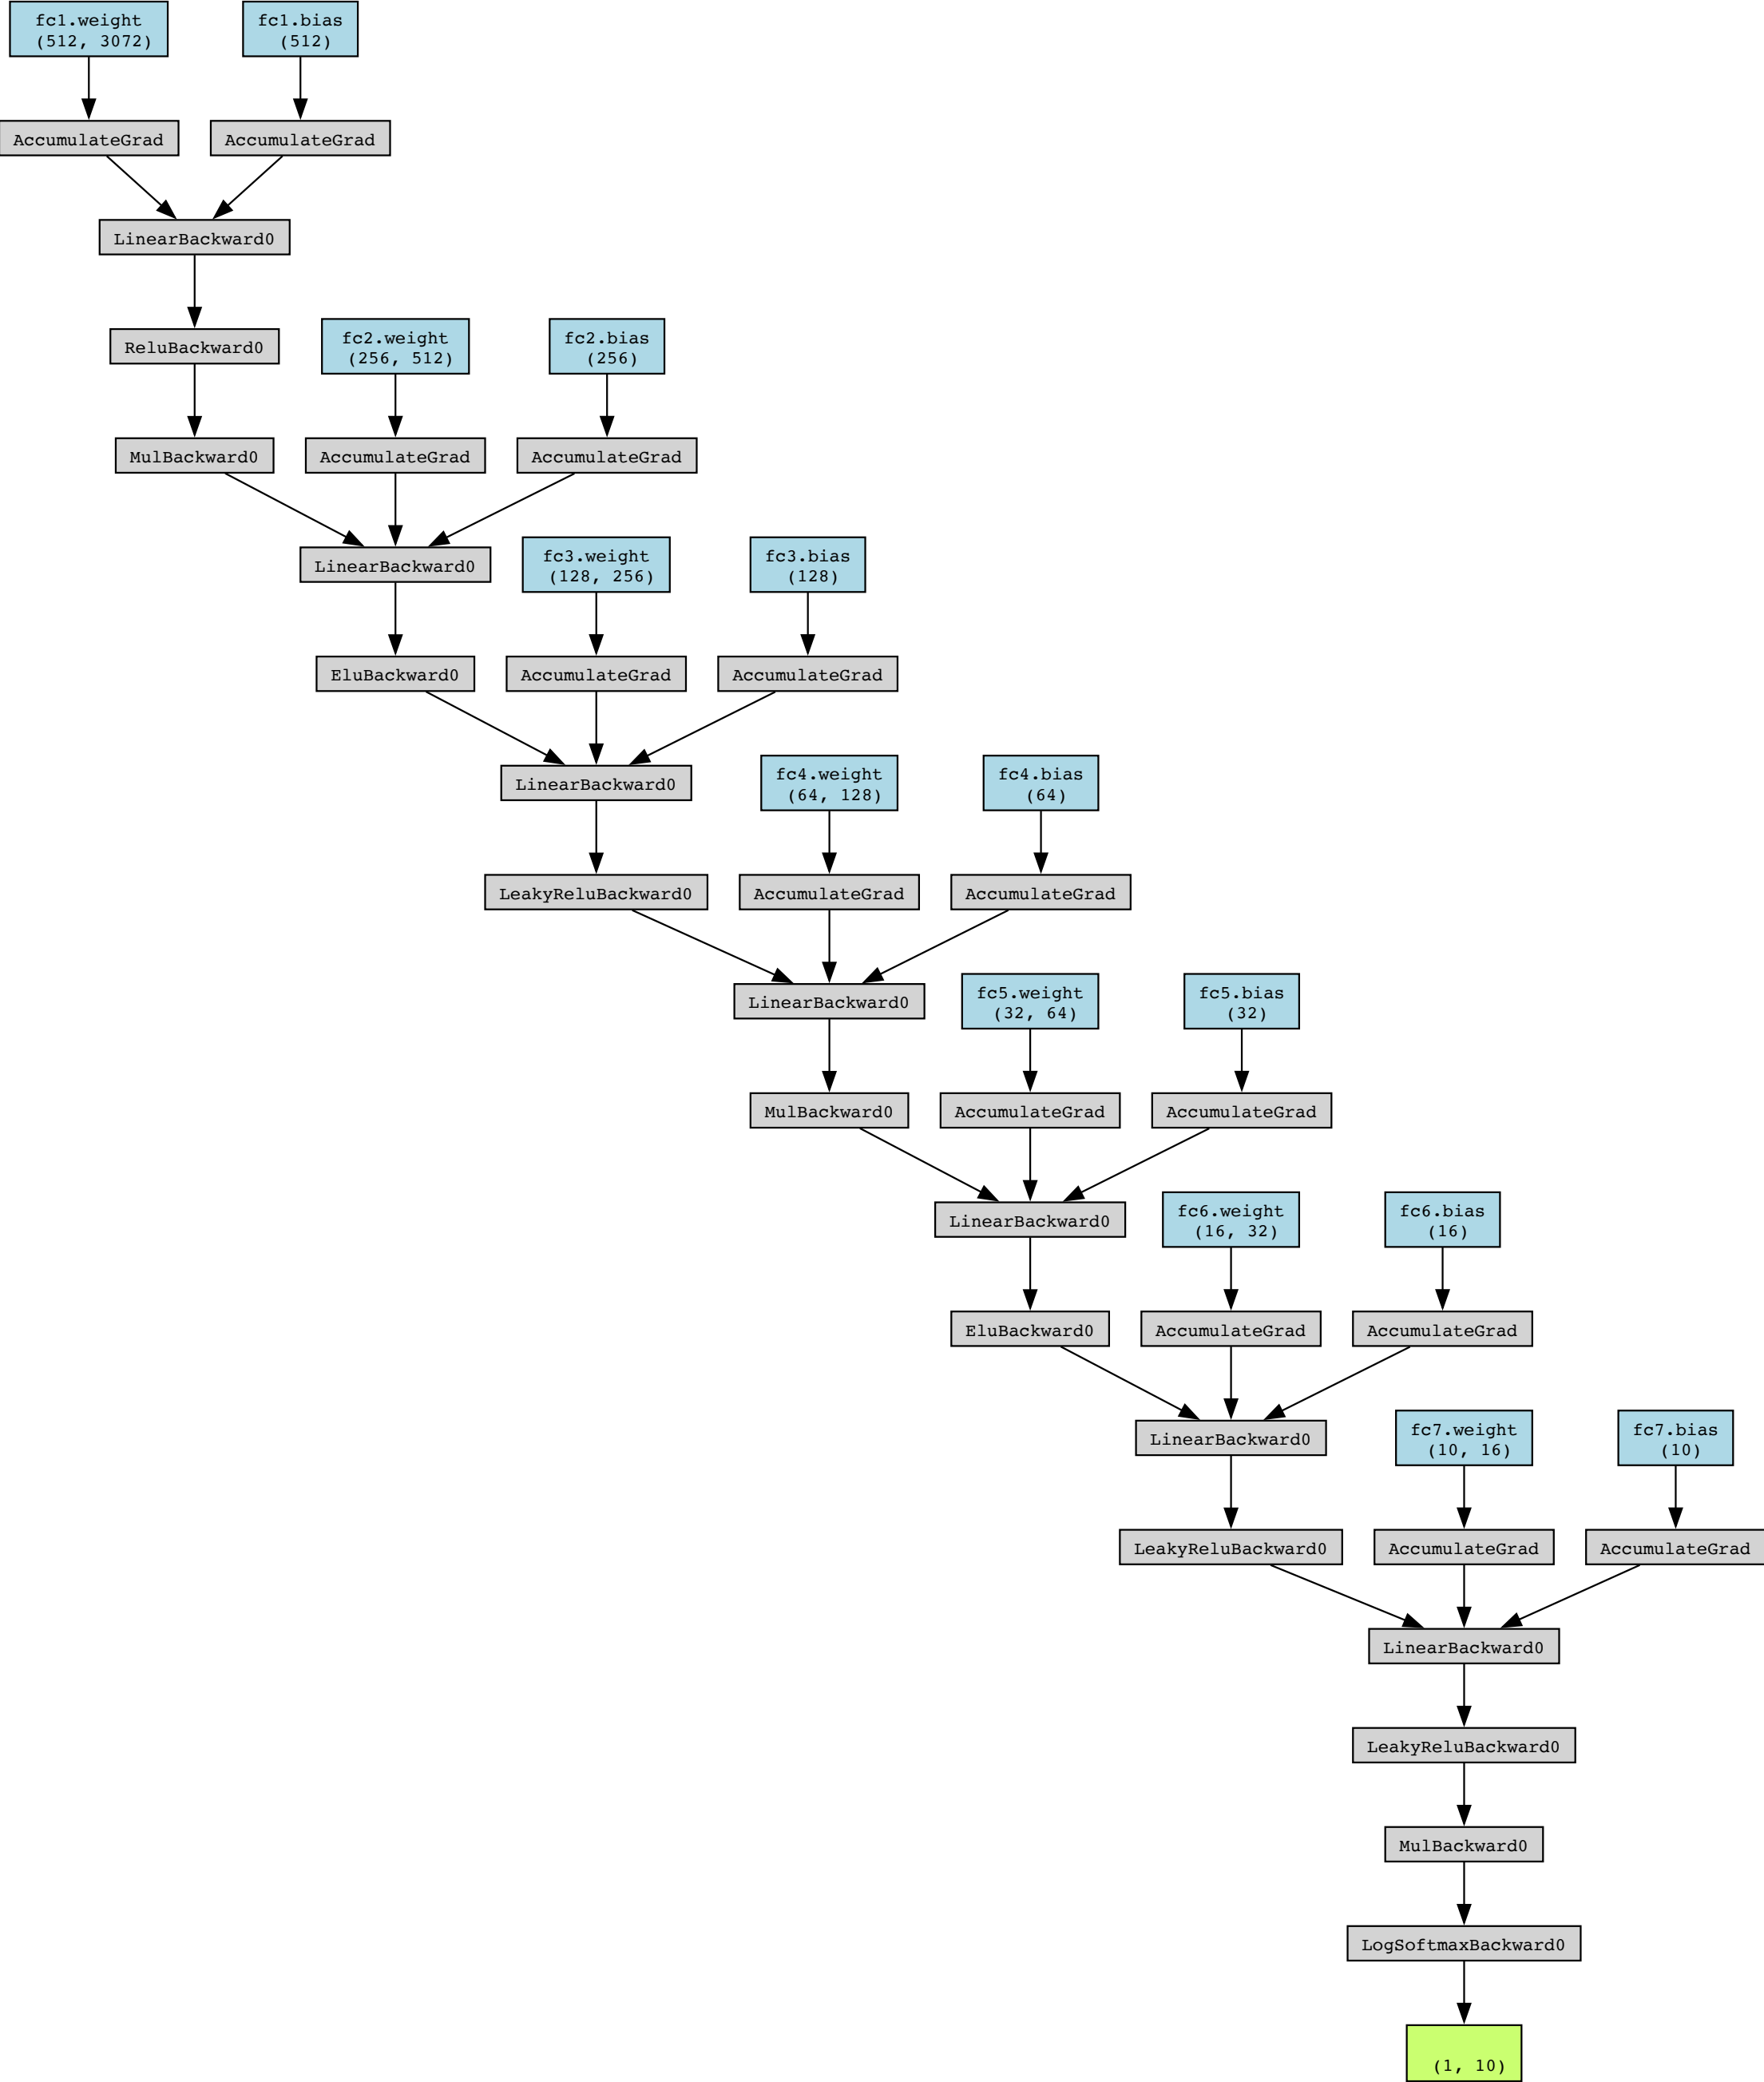 fc1.weight
(512, 3072)
fc1.bias
(512)
AccumulateGrad
AccumulateGrad
LinearBackward0
ReluBackward0
fc2.weight
(256, 512)
fc2.bias
(256)
MulBackward0
AccumulateGrad
AccumulateGrad
LinearBackward0
fc3.weight
(128, 256)
fc3.bias
(128)
EluBackward0
AccumulateGrad
AccumulateGrad
LinearBackward0
fc4.weight
(64, 128)
fc4.bias
(64)
LeakyReluBackward0
AccumulateGrad
AccumulateGrad
LinearBackward0
fc5.weight
(32, 64)
fc5.bias
(32)
MulBackward0
AccumulateGrad
AccumulateGrad
LinearBackward0
fc6.weight
(16, 32)
fc6.bias
(16)
EluBackward0
AccumulateGrad
AccumulateGrad
LinearBackward0
fc7.weight
(10, 16)
fc7.bias
(10)
LeakyReluBackward0
AccumulateGrad
AccumulateGrad
LinearBackward0
LeakyReluBackward0
MulBackward0
LogSoftmaxBackward0
(1, 10)